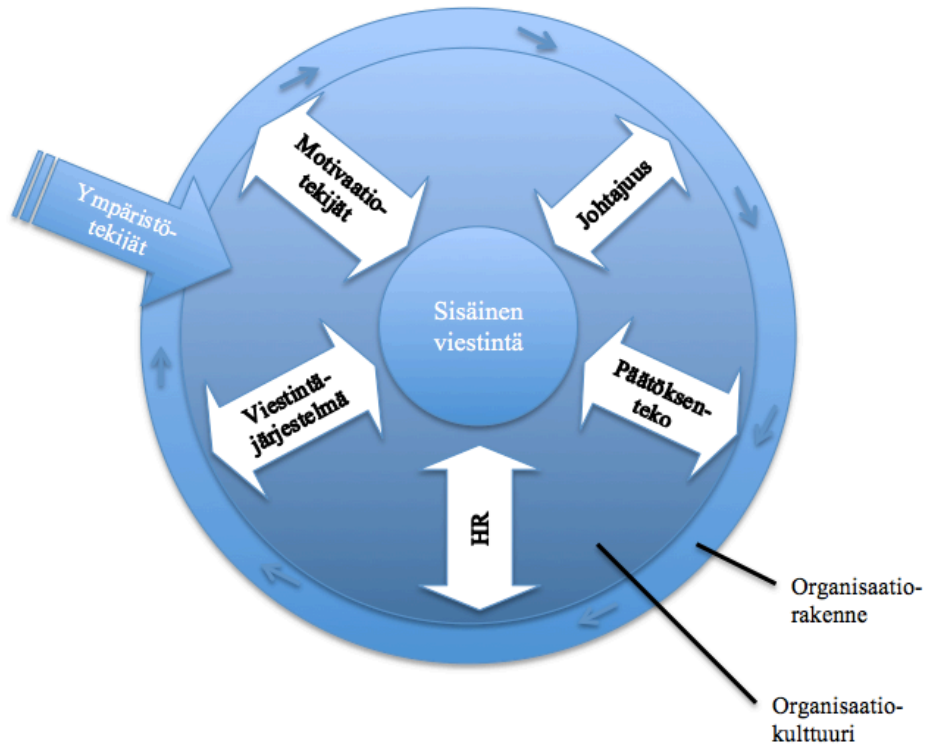 Motivaatio-
tekijät
Johtajuus
Ympäristö-
tekijät
Sisäinen
viestintä
Viestintä-
järjestelmä
Päätöksen-
teko
HR
Organisaatio-
rakenne
Organisaatio-
kulttuuri